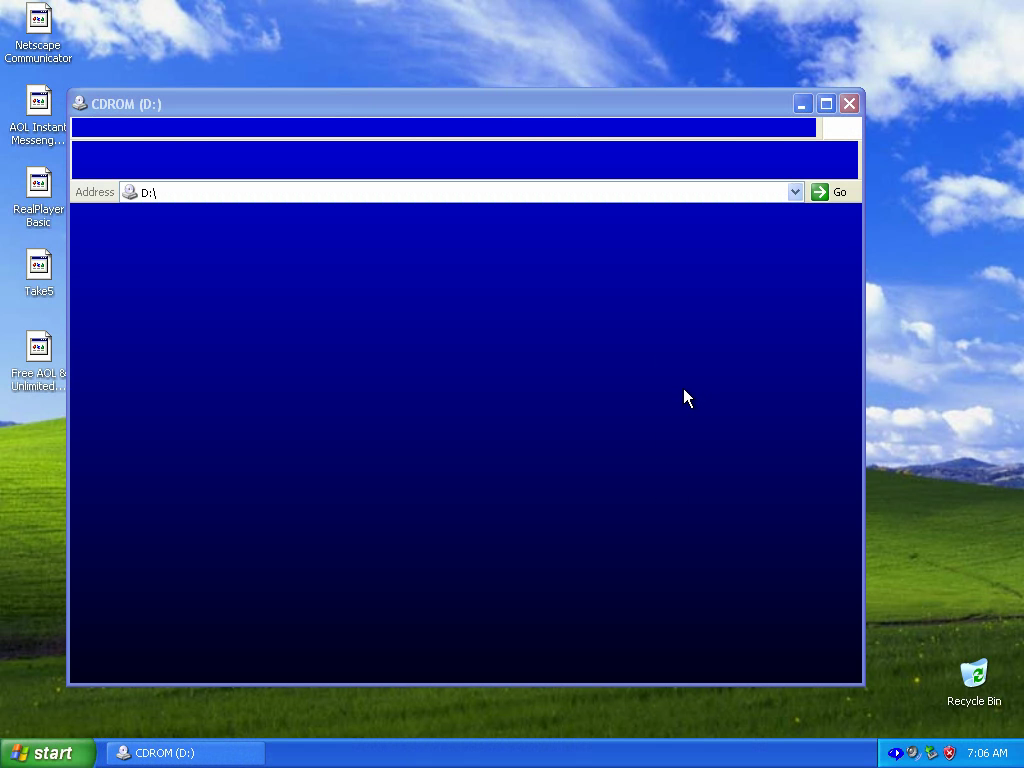 Netscape
Communicator
AOL Instant
Messeng...
RealPlayer
Basic
Take5
Free AOL &
Unlimited...
CDROM (D:)
Address
D:\
Go
Recycle Bin
start
CDROM (D:)
7:06 AM